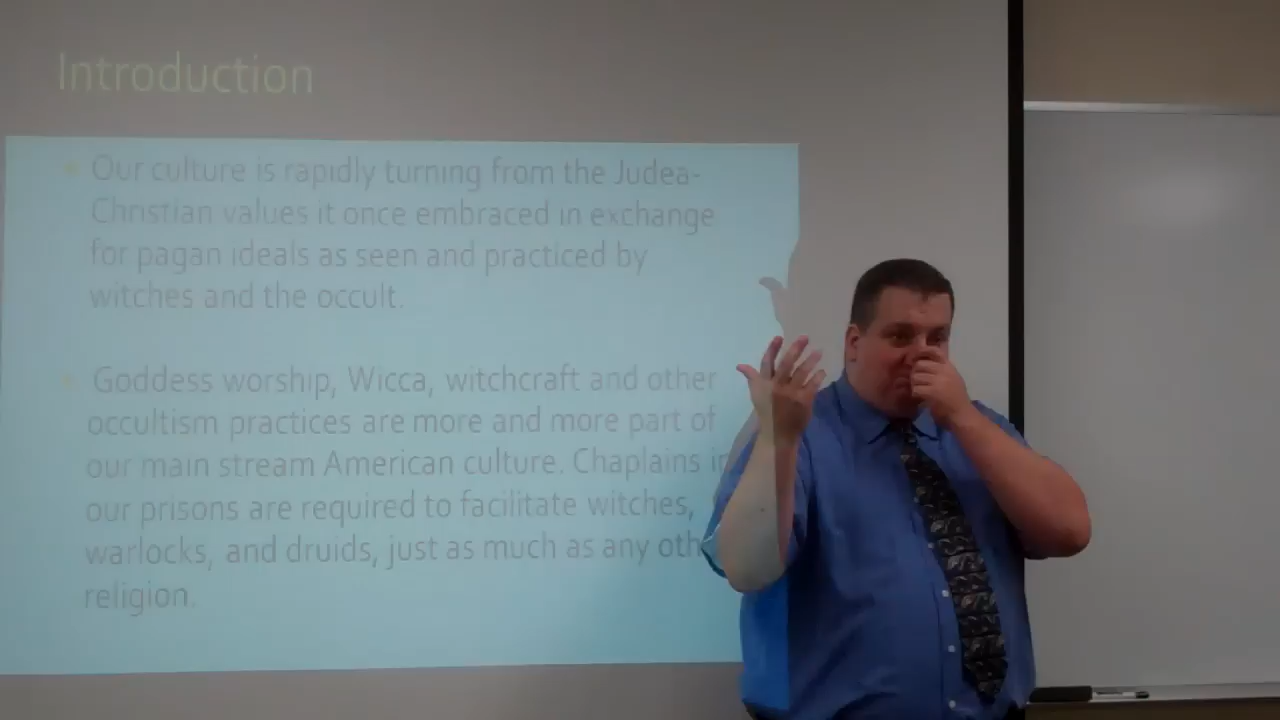 Introduction
Our culture is rapidly turning from the Judea-
Christian values it once embraced in exchange
for pagan ideals as seen and practiced by
witches and the occult.
Goddess worship, Wicca, witchcraft and other
occultism practices are more and more part of
our main stream American culture. Chaplains in
our prisons are required to facilitate witches,
warlocks, and druids, just as much as any oth
religion.